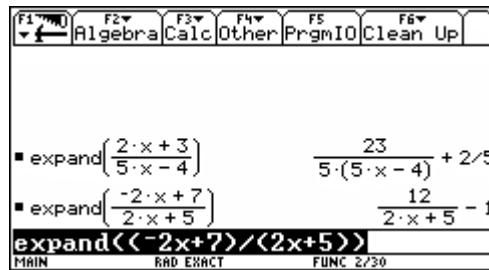 F1 F2 F3 F4 F5 F6
Algebra Calc Other PrgmIO Clean Up
▪ expand((2·x + 3)/(5·x − 4)) 23/(5·(5·x − 4)) + 2/5
▪ expand((⁻2·x + 7)/(2·x + 5)) 12/(2·x + 5) − 1
expand((⁻2x+7)/(2x+5))
MAIN RAD EXACT FUNC 2/30